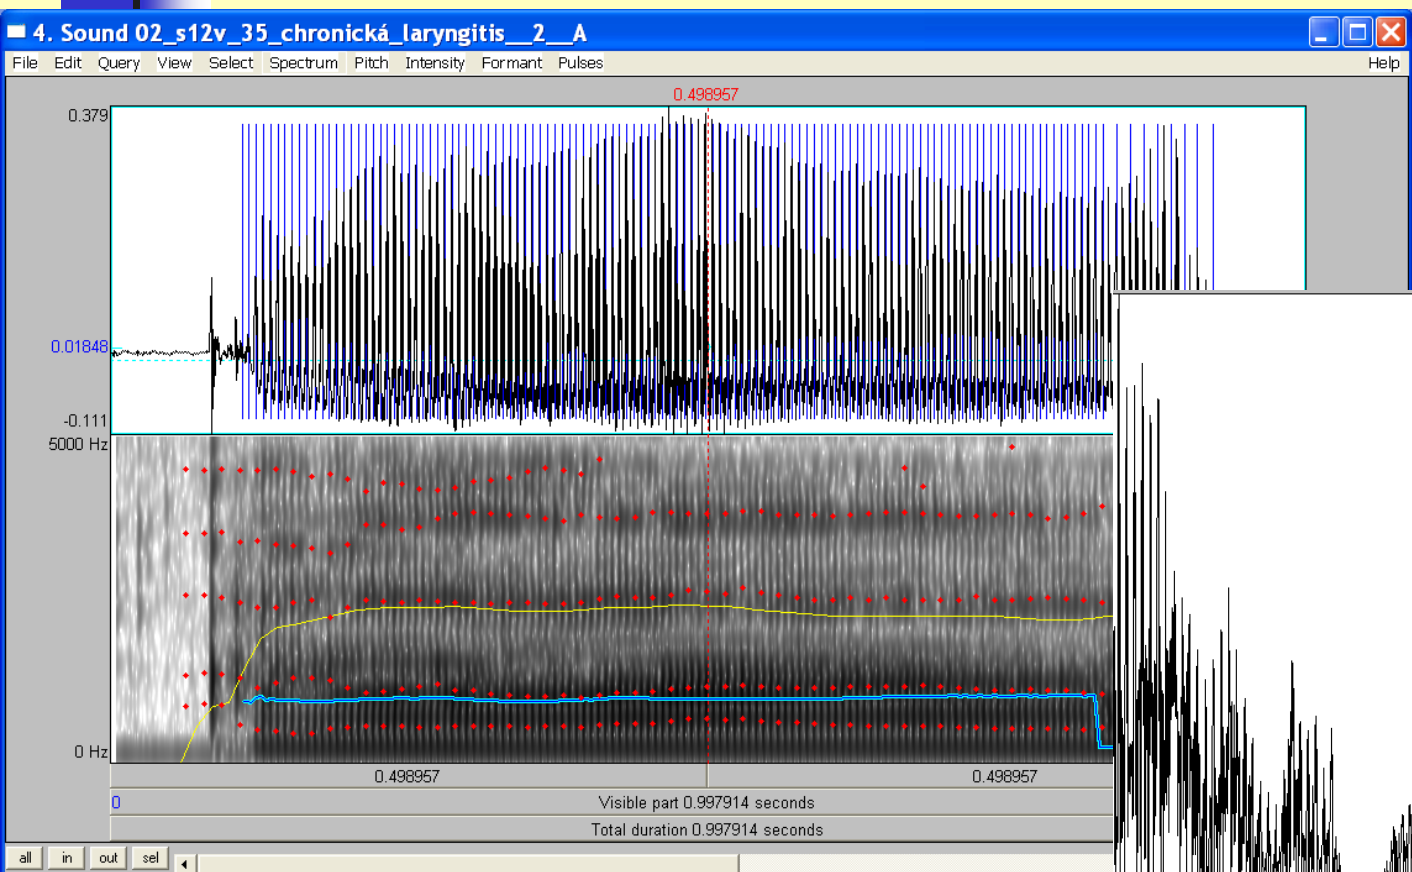 4. Sound 02_s12v_35_chronická_laryngitis__2__A
File Edit Query View Select Spectrum Pitch Intensity Formant Pulses Help
0.498957
0.379
0.01848
-0.111
5000 Hz
0 Hz
0.498957 0.498957
0 Visible part 0.997914 seconds
Total duration 0.997914 seconds
all in out sel